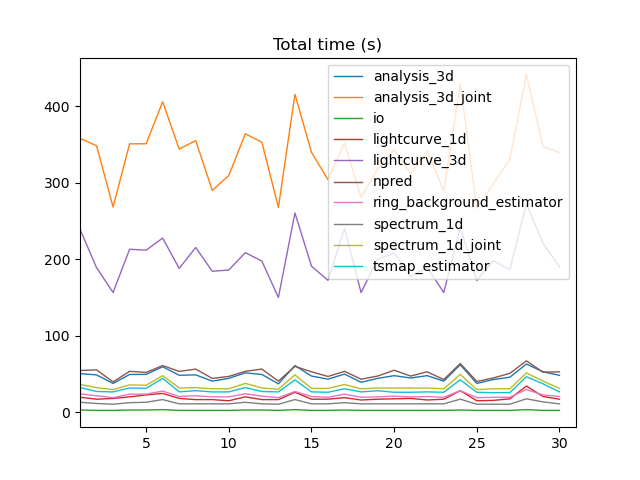 Total time (s)
400
300
200
100
0
5
10
15
20
25
30
analysis_3d
analysis_3d_joint
io
lightcurve_1d
lightcurve_3d
npred
ring_background_estimator
spectrum_1d
spectrum_1d_joint
tsmap_estimator